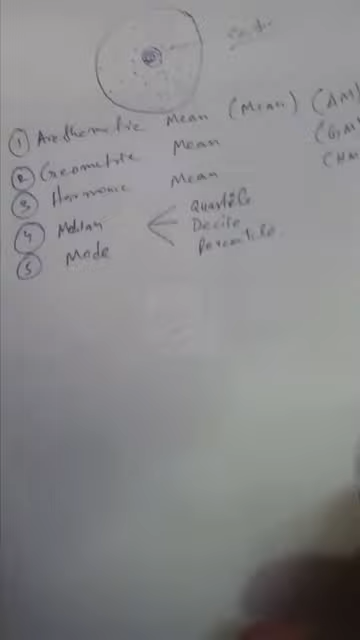 ① Arethemetric Mean (Mean) (AM)
② Geometric Mean (GM)
③ Harmonic Mean (HM
④ Median Quartile
Decile
Percentile
⑤ Mode